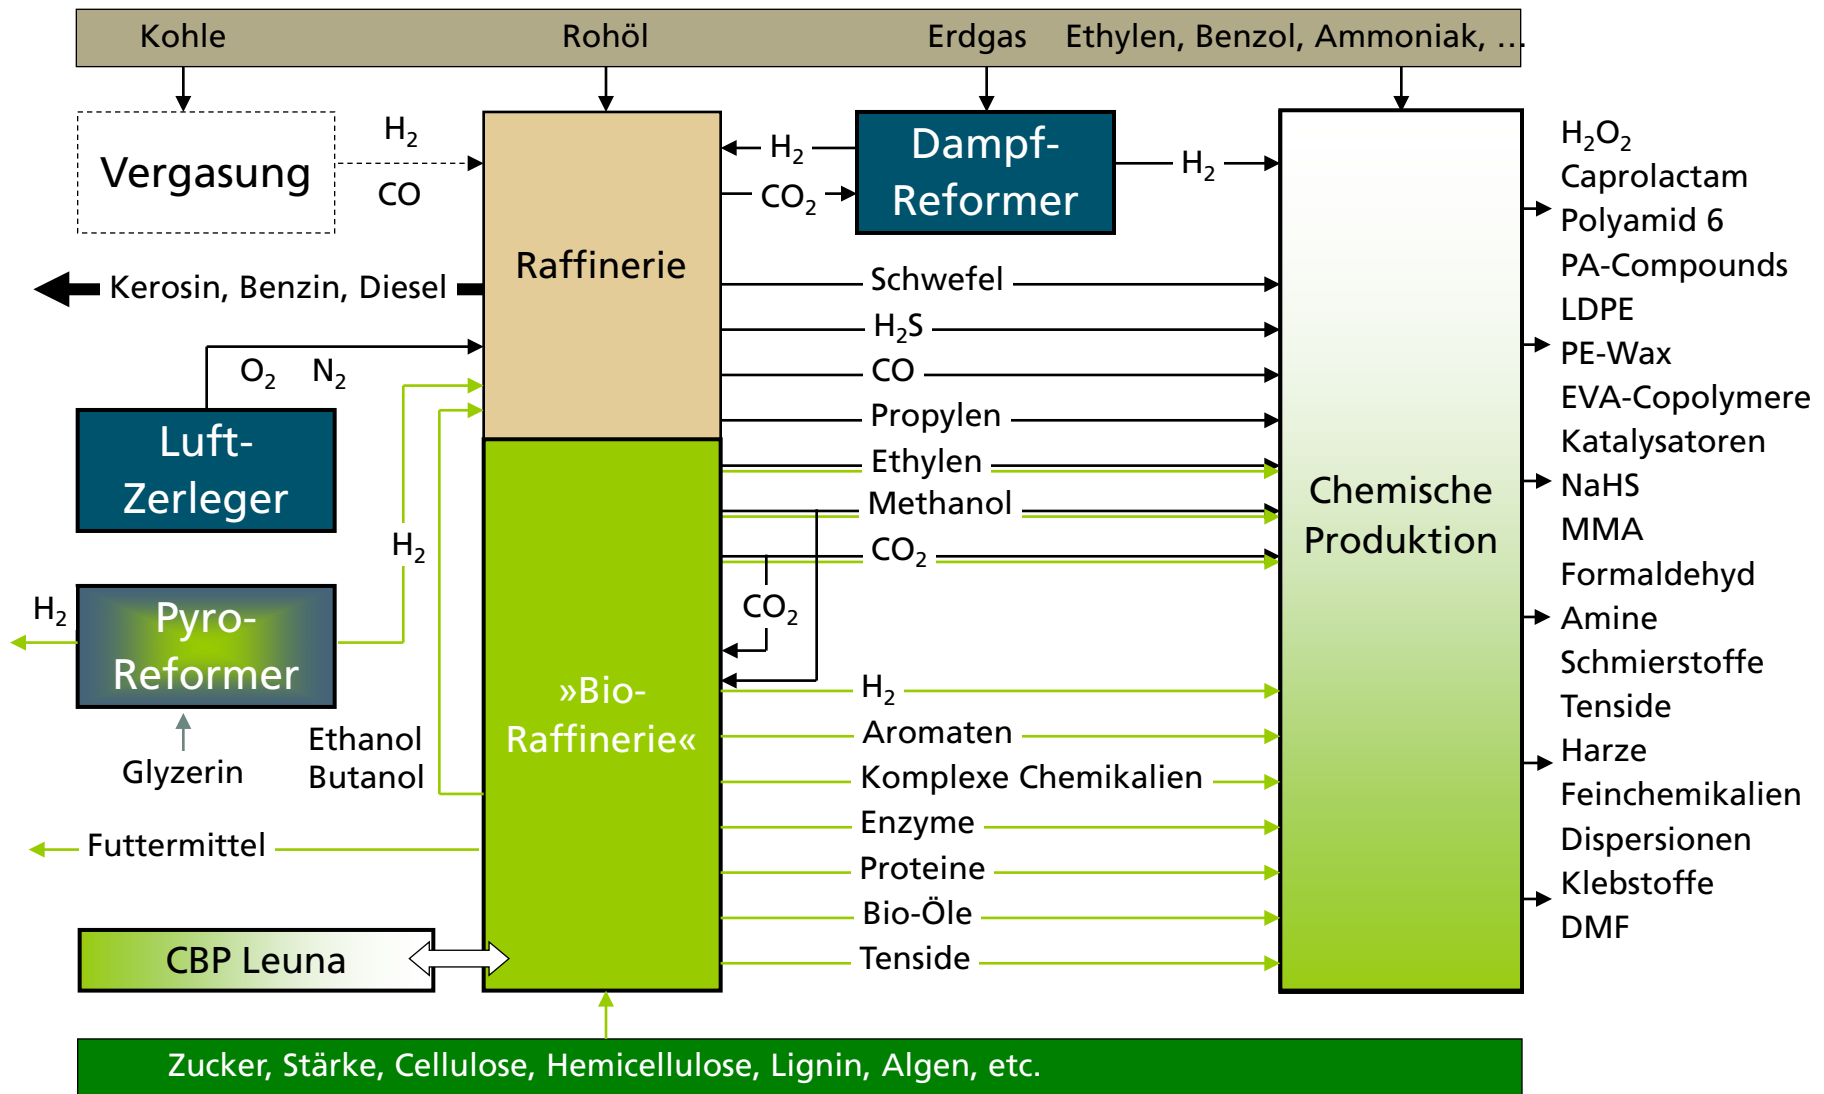 Kohle
Rohöl
Erdgas
Ethylen, Benzol, Ammoniak, ...
Vergasung
H₂
CO
Raffinerie
H₂
CO₂
Dampf-
Reformer
H₂
Chemische
Produktion
Kerosin, Benzin, Diesel
O₂ N₂
Luft-
Zerleger
H₂
Pyro-
Reformer
H₂
Glyzerin
Ethanol
Butanol
Futtermittel
CBP Leuna
»Bio-
Raffinerie«
Schwefel
H₂S
CO
Propylen
Ethylen
Methanol
CO₂
CO₂
H₂
Aromaten
Komplexe Chemikalien
Enzyme
Proteine
Bio-Öle
Tenside
H₂O₂
Caprolactam
Polyamid 6
PA-Compounds
LDPE
PE-Wax
EVA-Copolymere
Katalysatoren
NaHS
MMA
Formaldehyd
Amine
Schmierstoffe
Tenside
Harze
Feinchemikalien
Dispersionen
Klebstoffe
DMF
Zucker, Stärke, Cellulose, Hemicellulose, Lignin, Algen, etc.